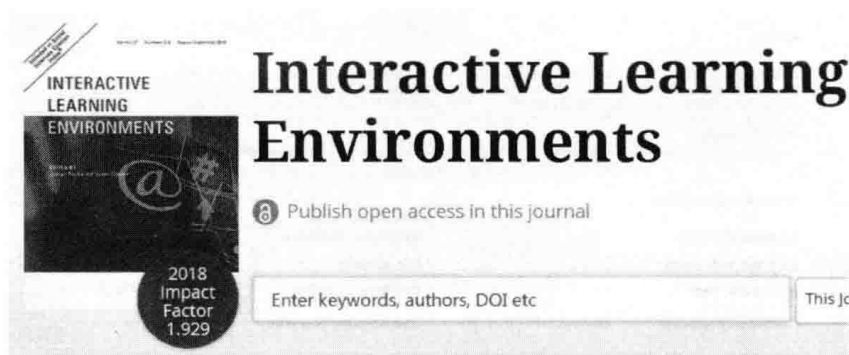 INTERACTIVE
LEARNING
ENVIRONMENTS
2018
Impact
Factor
1.929
Interactive Learning
Environments
Publish open access in this journal
Enter keywords, authors, DOI etc
This Jo